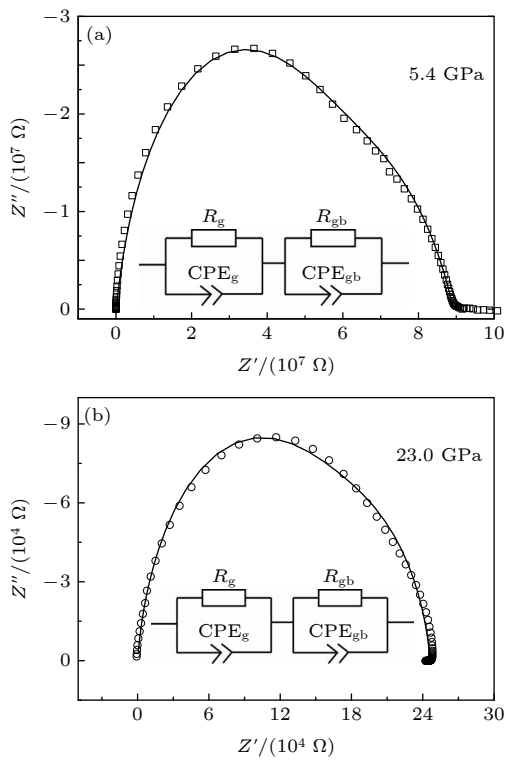 (a)
5.4 GPa
−3
−2
−1
0
Z″/(10⁷ Ω)
R_g R_gb
CPE_g CPE_gb
0 2 4 6 8 10
Z′/(10⁷ Ω)
(b)
23.0 GPa
−9
−6
−3
0
Z″/(10⁴ Ω)
R_g R_gb
CPE_g CPE_gb
0 6 12 18 24 30
Z′/(10⁴ Ω)